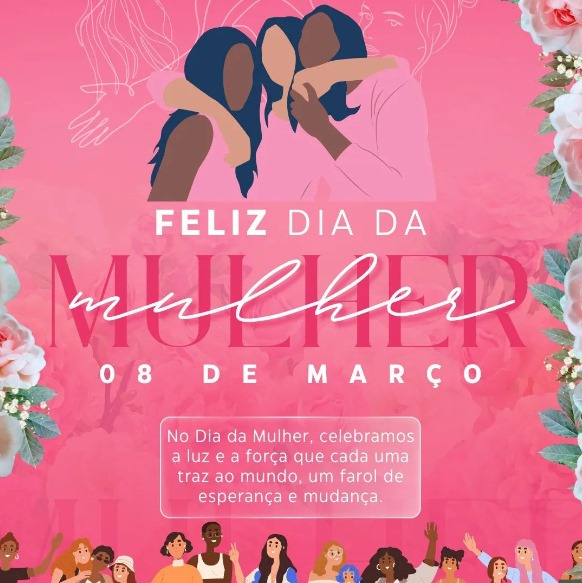 FELIZ DIA DA
MULHER
mulher
08 DE MARÇO
No Dia da Mulher, celebramos
a luz e a força que cada uma
traz ao mundo, um farol de
esperança e mudança.